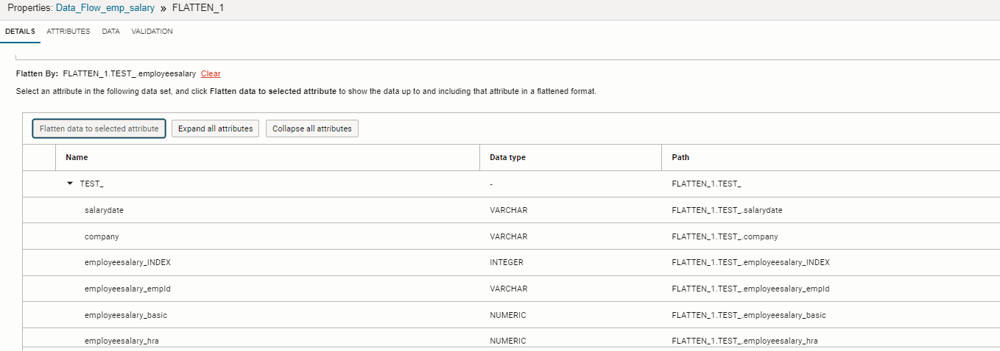 Properties: Data_Flow_emp_salary » FLATTEN_1
DETAILS ATTRIBUTES DATA VALIDATION
Flatten By: FLATTEN_1.TEST_.employeesalary Clear
Select an attribute in the following data set, and click Flatten data to selected attribute to show the data up to and including that attribute in a flattened format.
Flatten data to selected attribute Expand all attributes Collapse all attributes
Name Data type Path
TEST_ - FLATTEN_1.TEST_
salarydate VARCHAR FLATTEN_1.TEST_.salarydate
company VARCHAR FLATTEN_1.TEST_.company
employeesalary_INDEX INTEGER FLATTEN_1.TEST_.employeesalary_INDEX
employeesalary_empId VARCHAR FLATTEN_1.TEST_.employeesalary_empId
employeesalary_basic NUMERIC FLATTEN_1.TEST_.employeesalary_basic
employeesalary_hra NUMERIC FLATTEN_1.TEST_.employeesalary_hra